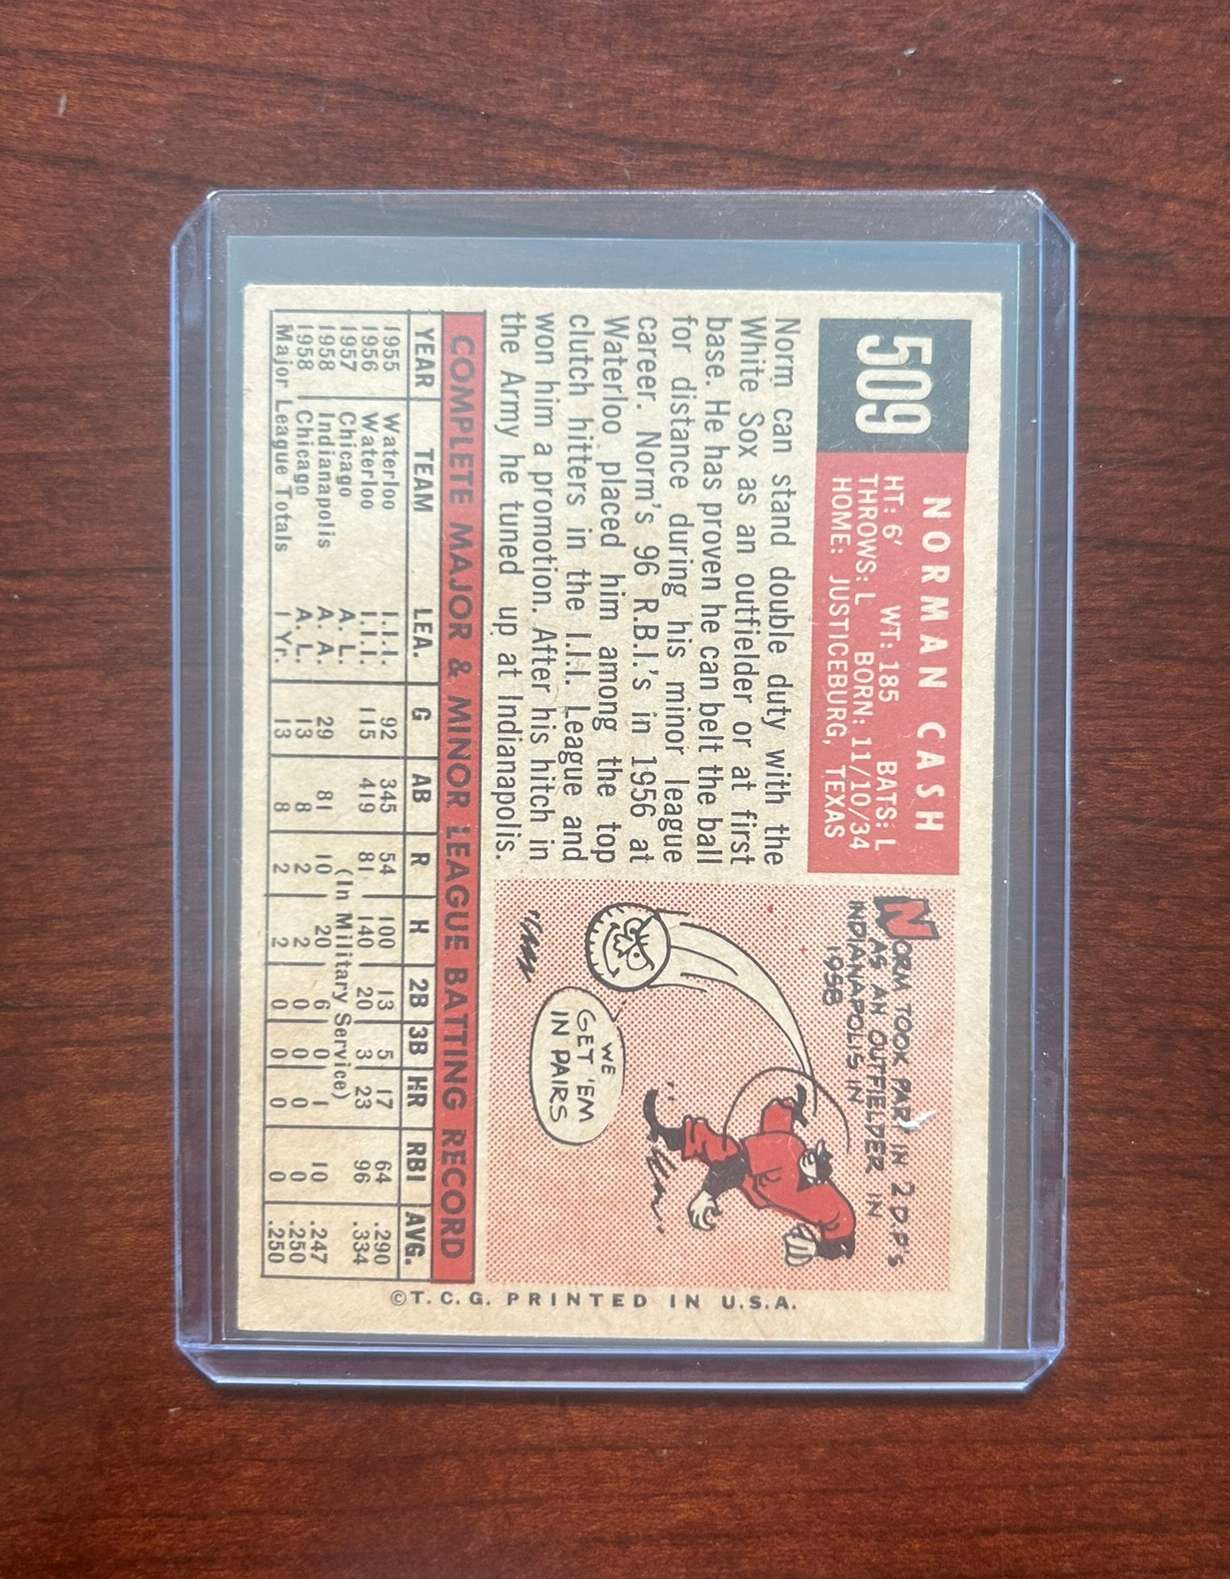 509
NORMAN CASH
HT: 6' WT: 185 BATS: L
THROWS: L BORN: 11/10/34
HOME: JUSTICEBURG, TEXAS
Norm can stand double duty with the
White Sox as an outfielder or at first
base. He has proven he can belt the ball
for distance during his minor league
career. Norm's 96 R.B.I.'s in 1956 at
Waterloo placed him among the top
clutch hitters in the I.I.I. League and
won him a promotion. After his hitch in
the Army he tuned up at Indianapolis.
NORM TOOK PART IN 2 D.P.'S
AS AN OUTFIELDER IN
INDIANAPOLIS IN
1958
WE
GET 'EM
IN PAIRS
COMPLETE MAJOR & MINOR LEAGUE BATTING RECORD
YEAR TEAM LEA. G AB R H 2B 3B HR RBI AVG.
1955 Waterloo I.I.I. 92 345 54 100 13 5 17 64 .290
1956 Waterloo I.I.I. 115 419 81 140 20 3 23 96 .334
1957 Chicago A. L. (In Military Service)
1958 Indianapolis A. A. 29 81 10 20 6 0 1 10 .247
1958 Chicago A. L. 13 8 2 2 0 0 0 0 .250
Major League Totals 1 Yr. 13 8 2 2 0 0 0 0 .250
©T.C.G. PRINTED IN U.S.A.